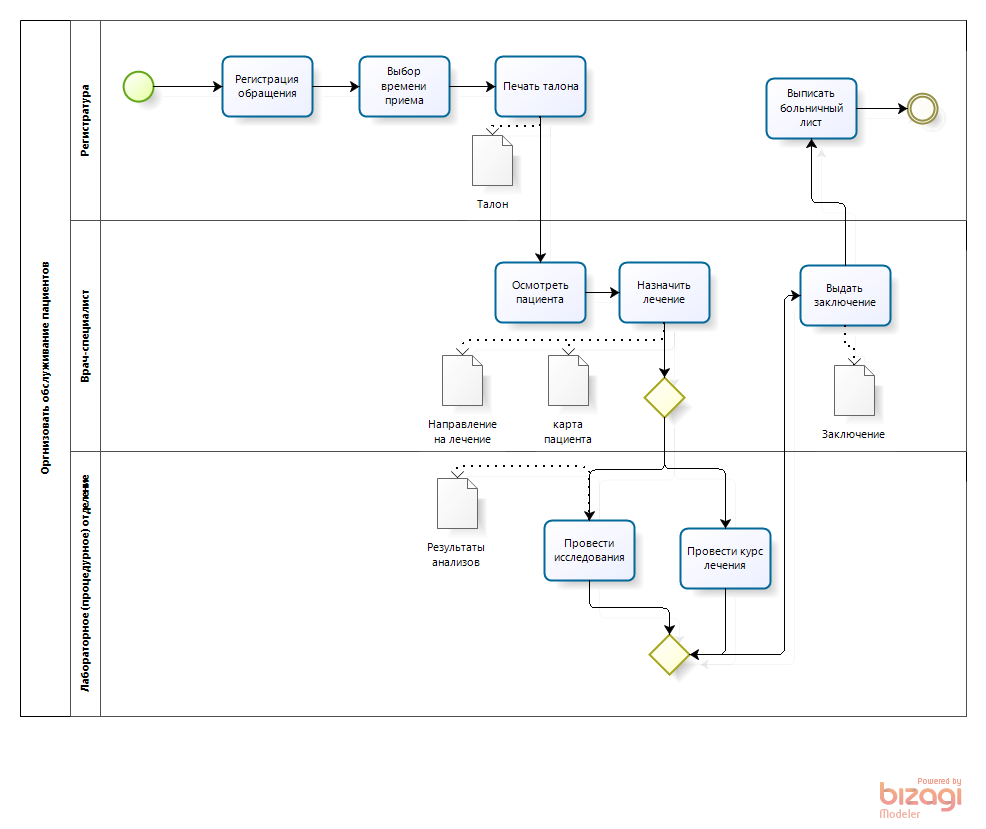 Оргнизовать обслуживание пациентов
Регистратура
Регистрация
обращения
Выбор
времени
приема
Печать талона
Талон
Выписать
больничный
лист
Врач-специалист
Осмотреть
пациента
Назначить
лечение
Выдать
заключение
Направление
на лечение
карта
пациента
Заключение
Лабораторное (процедурное) отделение
Результаты
анализов
Провести
исследования
Провести курс
лечения
Powered by
bizagi
Modeler